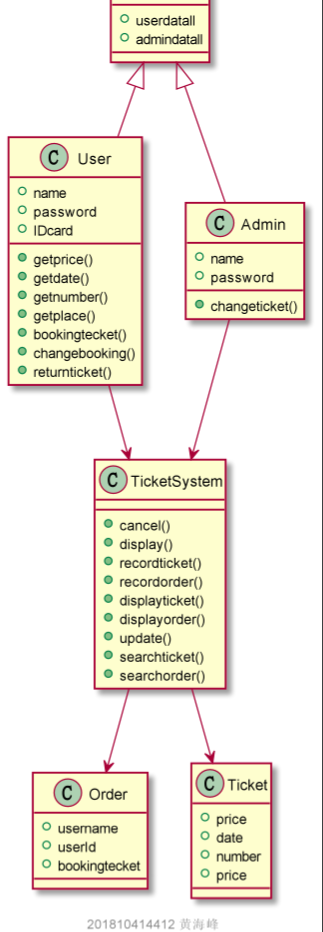 userdatall
admindatall
C User
name
password
IDcard
getprice()
getdate()
getnumber()
getplace()
bookingtecket()
changebooking()
returnticket()
C Admin
name
password
changeticket()
C TicketSystem
cancel()
display()
recordticket()
recordorder()
displayticket()
displayorder()
update()
searchticket()
searchorder()
C Order
username
userId
bookingtecket
C Ticket
price
date
number
price
201810414412 黄海峰